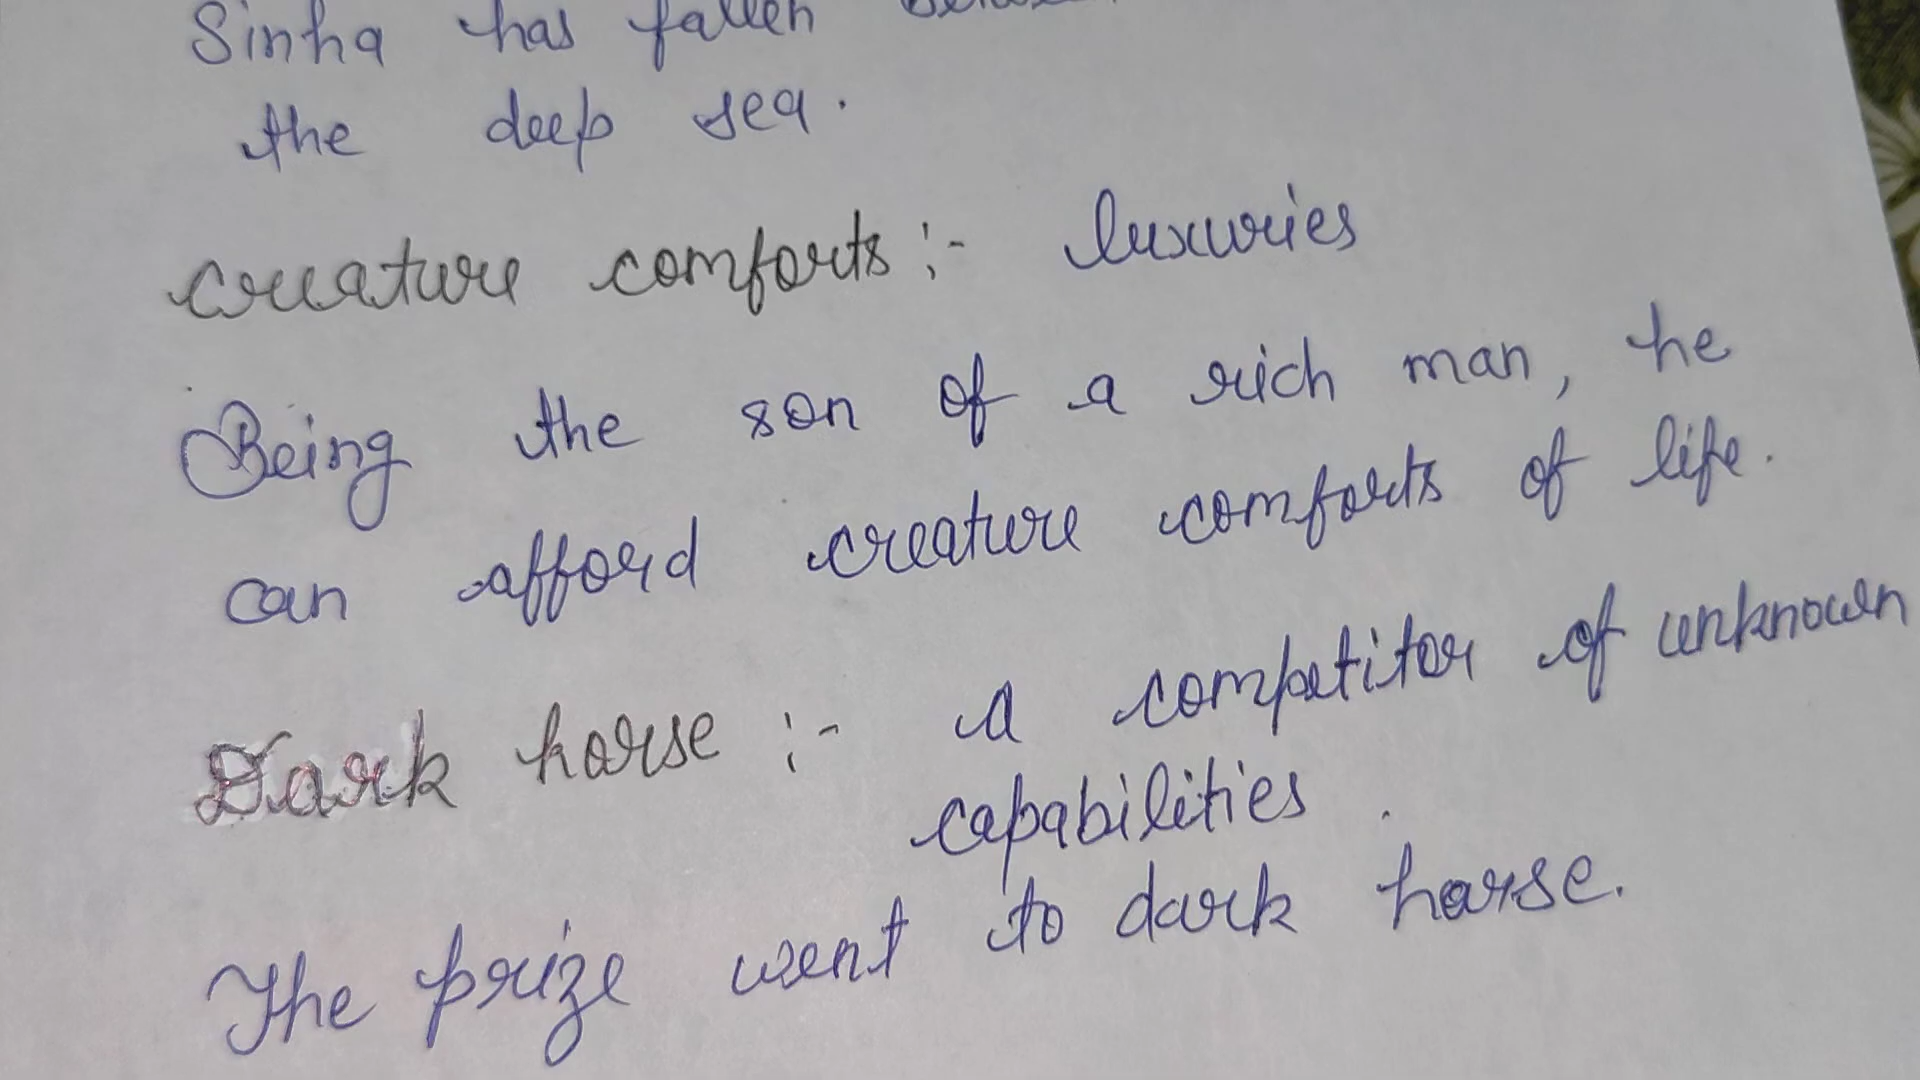 Sinha has fallen
the deep sea.
creature comforts :- luxuries
Being the son of a rich man, he
can afford creature comforts of life.
Dark horse :- a competitor of unknown
capabilities.
The prize went to dark horse.